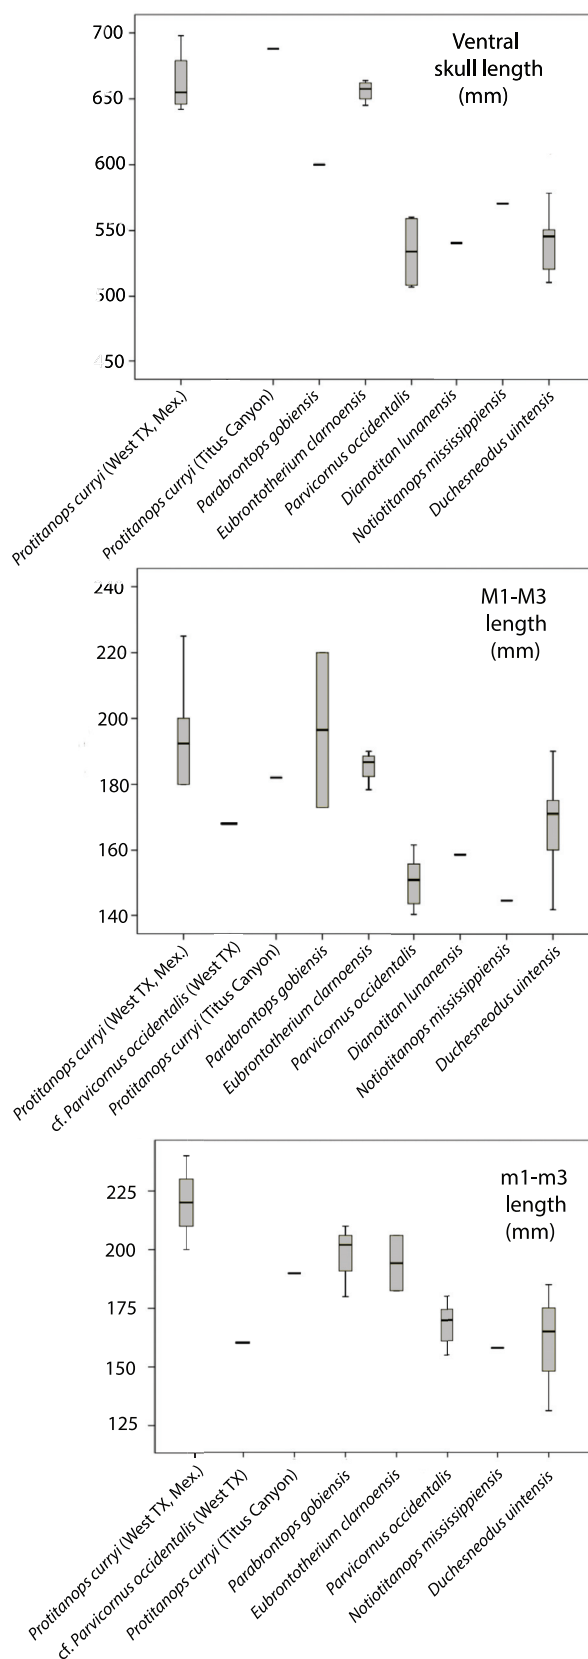 Ventral
skull length
(mm)
700
650
600
550
500
450
Protitanops curryi (West TX, Mex.)
Protitanops curryi (Titus Canyon)
Parabrontops gobiensis
Eubrontotherium clarnoensis
Parvicornus occidentalis
Dianotitan lunanensis
Notiotitanops mississippiensis
Duchesneodus uintensis
M1-M3
length
(mm)
240
220
200
180
160
140
Protitanops curryi (West TX, Mex.)
cf. Parvicornus occidentalis (West TX)
Protitanops curryi (Titus Canyon)
Parabrontops gobiensis
Eubrontotherium clarnoensis
Parvicornus occidentalis
Dianotitan lunanensis
Notiotitanops mississippiensis
Duchesneodus uintensis
m1-m3
length
(mm)
225
200
175
150
125
Protitanops curryi (West TX, Mex.)
cf. Parvicornus occidentalis (West TX)
Protitanops curryi (Titus Canyon)
Parabrontops gobiensis
Eubrontotherium clarnoensis
Parvicornus occidentalis
Notiotitanops mississippiensis
Duchesneodus uintensis